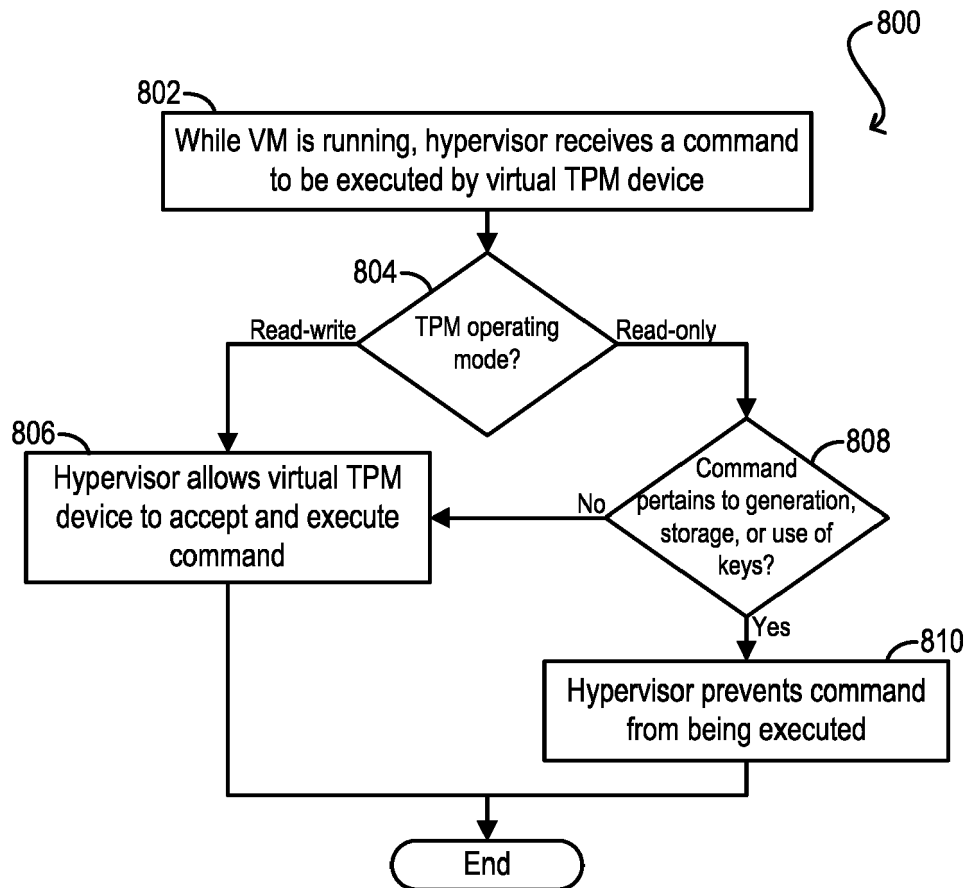 800
802
While VM is running, hypervisor receives a command
to be executed by virtual TPM device
804
TPM operating
mode?
Read-write
Read-only
806
Hypervisor allows virtual TPM
device to accept and execute
command
808
Command
pertains to generation,
storage, or use of
keys?
No
Yes
810
Hypervisor prevents command
from being executed
End